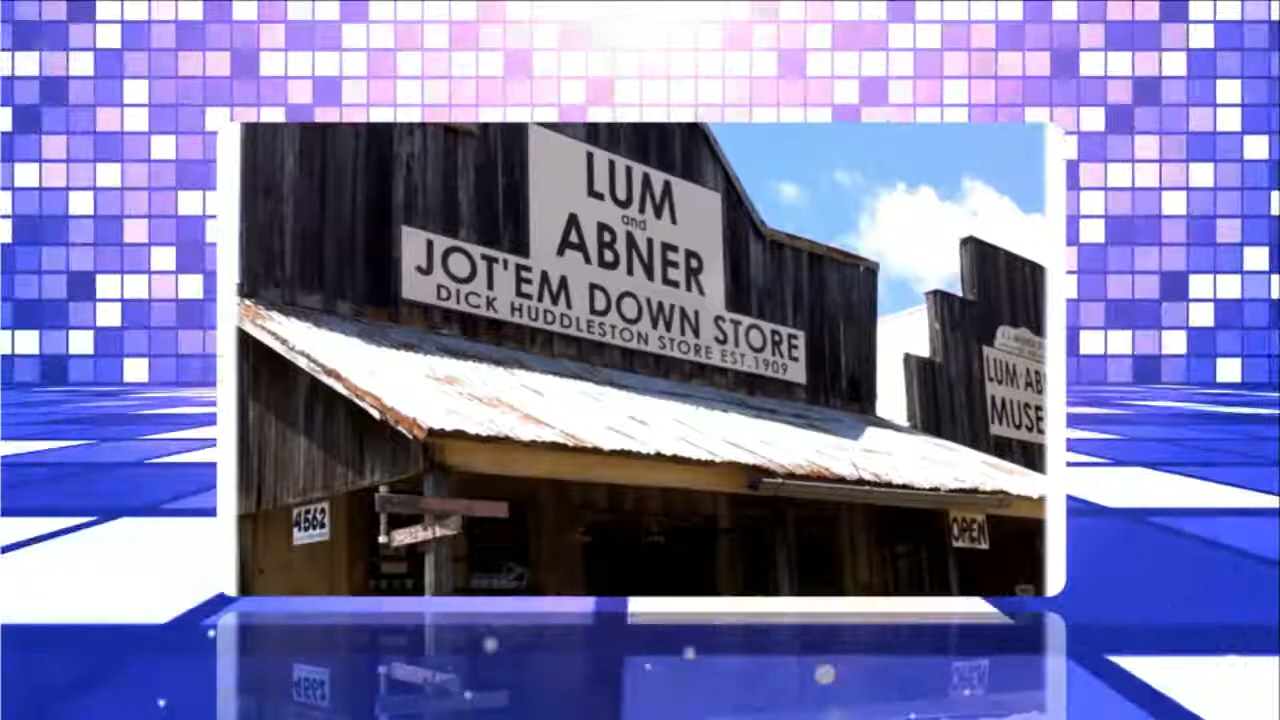 LUM
and
ABNER
JOT'EM DOWN STORE
DICK HUDDLESTON STORE EST.1909
LUM AB
MUSE
4562
OPEN